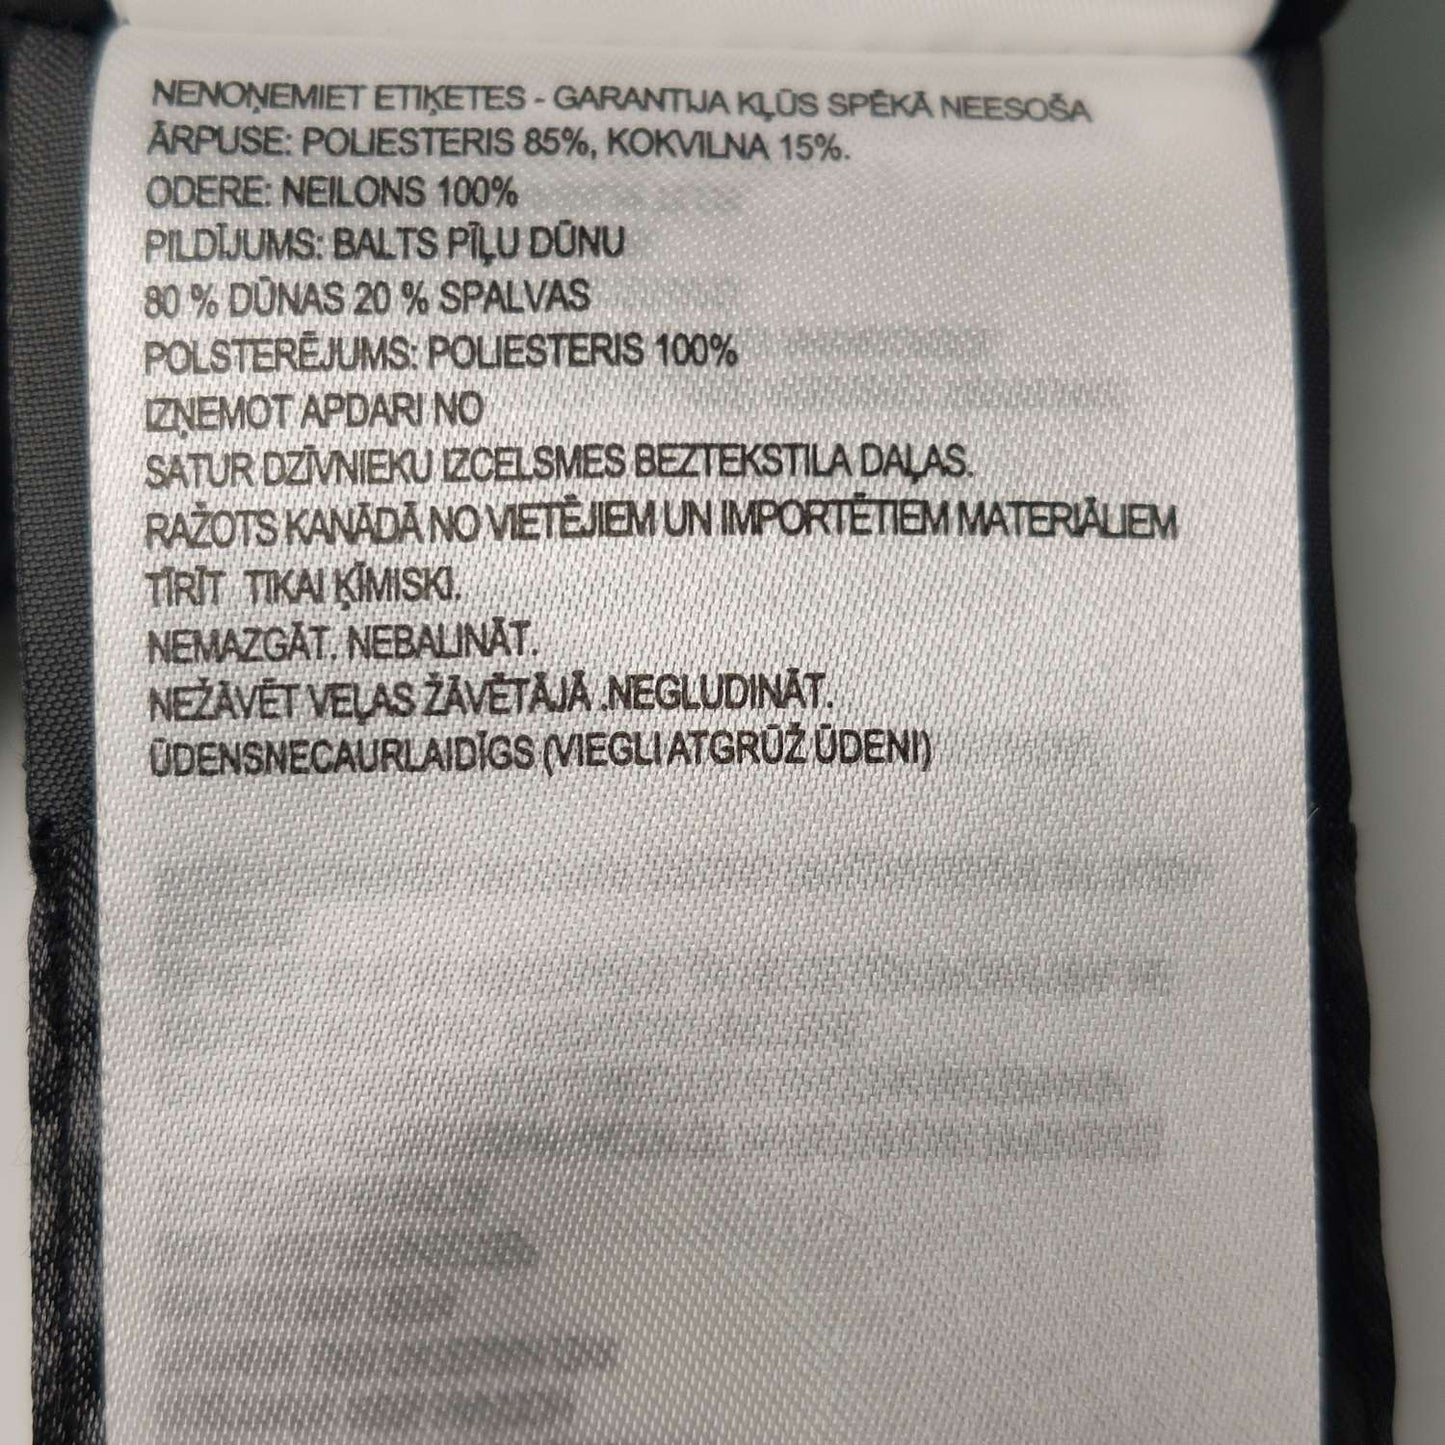 NENOŅEMIET ETIĶETES - GARANTIJA KĻŪS SPĒKĀ NEESOŠA
ĀRPUSE: POLIESTERIS 85%, KOKVILNA 15%.
ODERE: NEILONS 100%
PILDĪJUMS: BALTS PĪĻU DŪNU
80 % DŪNAS 20 % SPALVAS
POLSTERĒJUMS: POLIESTERIS 100%
IZŅEMOT APDARI NO
SATUR DZĪVNIEKU IZCELSMES BEZTEKSTILA DAĻAS.
RAŽOTS KANĀDĀ NO VIETĒJIEM UN IMPORTĒTIEM MATERIĀLIEM
TĪRĪT TIKAI ĶĪMISKI.
NEMAZGĀT. NEBALINĀT.
NEŽĀVĒT VEĻAS ŽĀVĒTĀJĀ .NEGLUDINĀT.
ŪDENSNECAURLAIDĪGS (VIEGLI ATGRŪŽ ŪDENI)